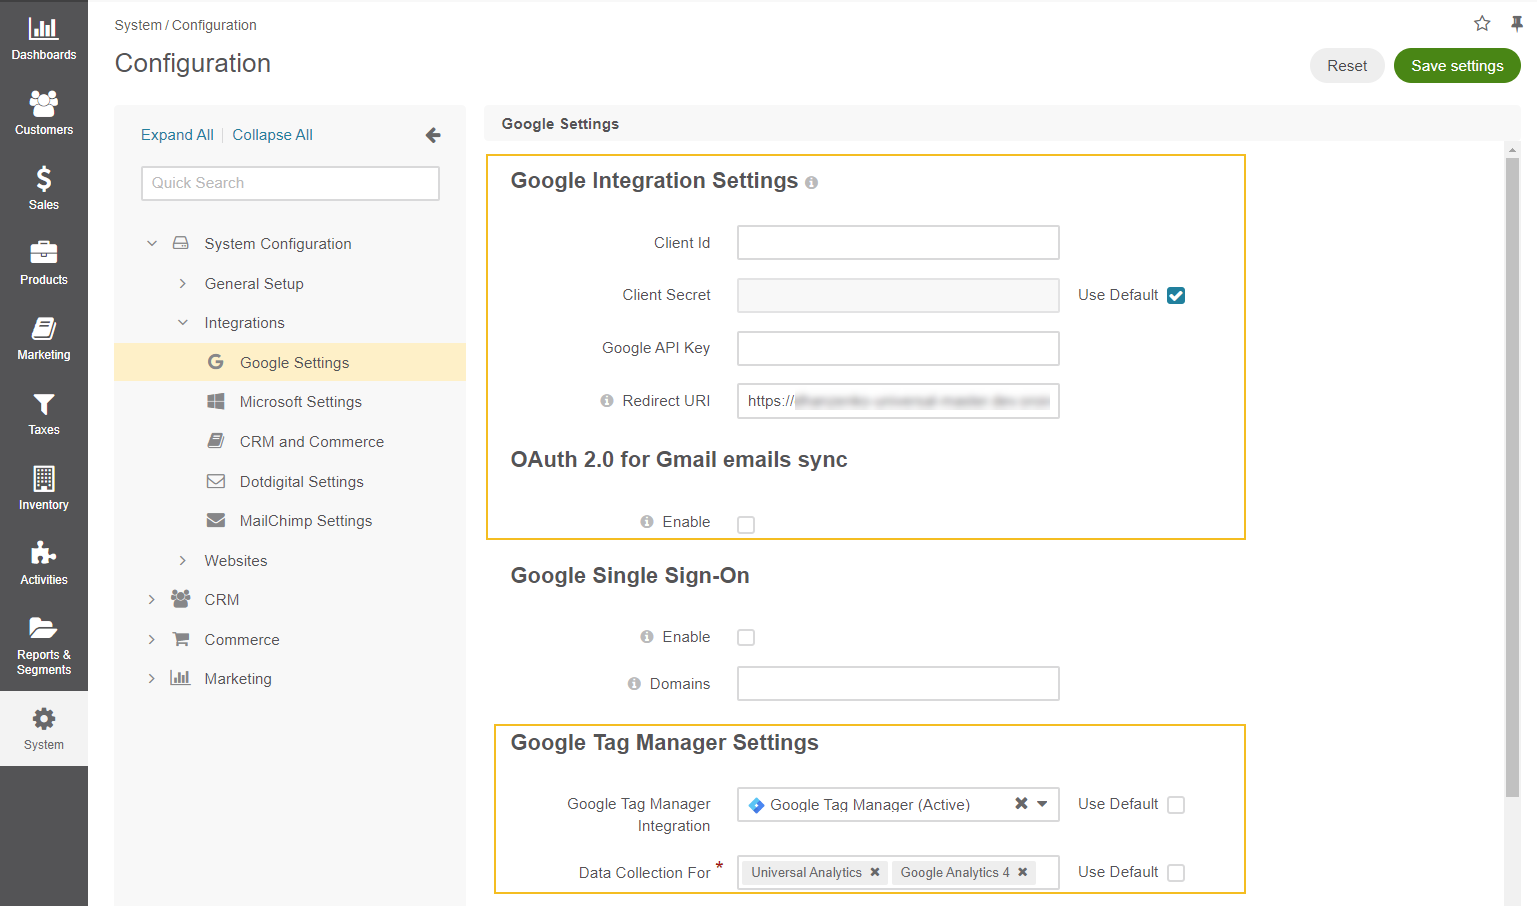 Dashboards
Customers
Sales
Products
Marketing
Taxes
Inventory
Activities
Reports &
Segments
System
System / Configuration
Configuration
Reset
Save settings
Expand All
Collapse All
Quick Search
System Configuration
General Setup
Integrations
Google Settings
Microsoft Settings
CRM and Commerce
Dotdigital Settings
MailChimp Settings
Websites
CRM
Commerce
Marketing
Google Settings
Google Integration Settings
Client Id
Client Secret
Use Default
Google API Key
Redirect URI
https://
OAuth 2.0 for Gmail emails sync
Enable
Google Single Sign-On
Enable
Domains
Google Tag Manager Settings
Google Tag Manager
Integration
Google Tag Manager (Active)
Use Default
Data Collection For *
Universal Analytics
Google Analytics 4
Use Default